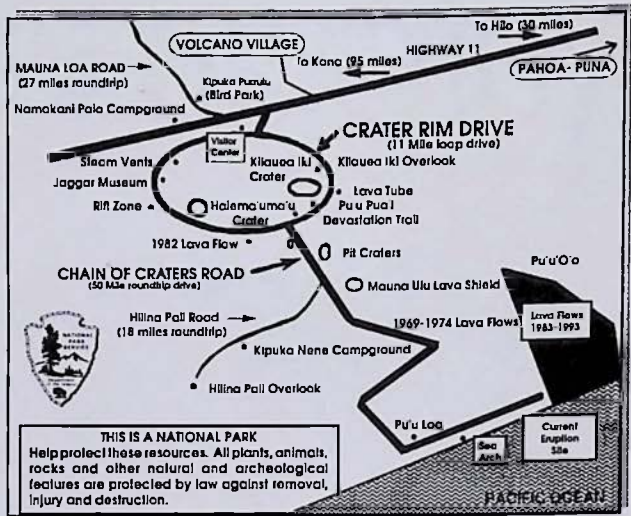 To Hilo (30 miles)
VOLCANO VILLAGE
HIGHWAY 11
To Kona (95 miles)
PAHOA- PUNA
MAUNA LOA ROAD
(27 miles roundtrip)
Kipuka Puaulu
(Bird Park)
Namakani Paio Campground
Visitor
Center
CRATER RIM DRIVE
(11 Mile loop drive)
Steam Vents
Kilauea Iki
Crater
Kilauea Iki Overlook
Jaggar Museum
Lava Tube
Rift Zone
Halema'uma'u
Crater
Pu'u Pua'i
Devastation Trail
1982 Lava Flow
Pit Craters
CHAIN OF CRATERS ROAD
(50 Mile roundtrip drive)
Mauna Ulu Lava Shield
Pu'u'O'o
Hilina Pali Road
(18 miles roundtrip)
1969-1974 Lava Flows
Lava Flows
1983-1993
NATIONAL
PARK
SERVICE
Kipuka Nene Campground
Hilina Pali Overlook
Pu'u Loa
Sea
Arch
Current
Eruption
Site
PACIFIC OCEAN
THIS IS A NATIONAL PARK
Help protect these resources. All plants, animals,
rocks and other natural and archeological
features are protected by law against removal,
injury and destruction.